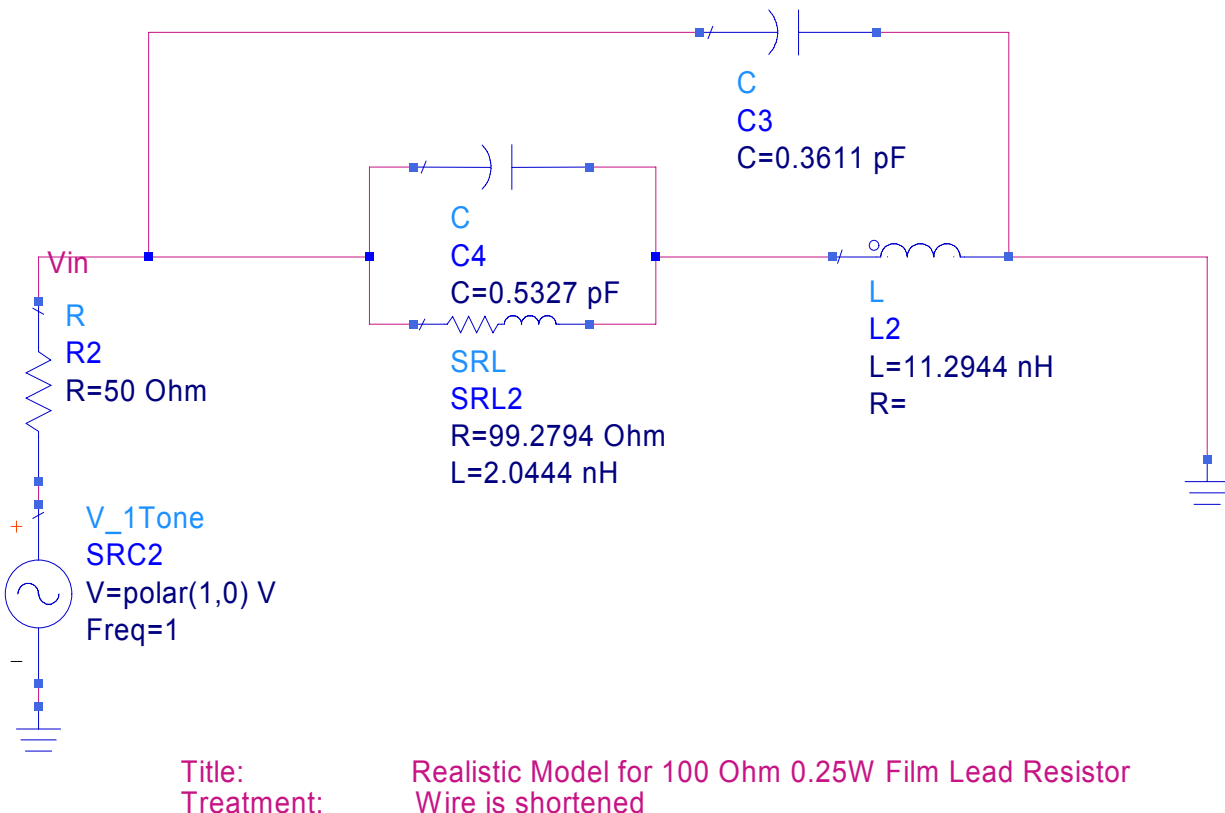 C
C3
C=0.3611 pF
C
C4
C=0.5327 pF
Vin
R
R2
R=50 Ohm
SRL
SRL2
R=99.2794 Ohm
L=2.0444 nH
L
L2
L=11.2944 nH
R=
+
V_1Tone
SRC2
V=polar(1,0) V
Freq=1
–
Title: Realistic Model for 100 Ohm 0.25W Film Lead Resistor
Treatment: Wire is shortened